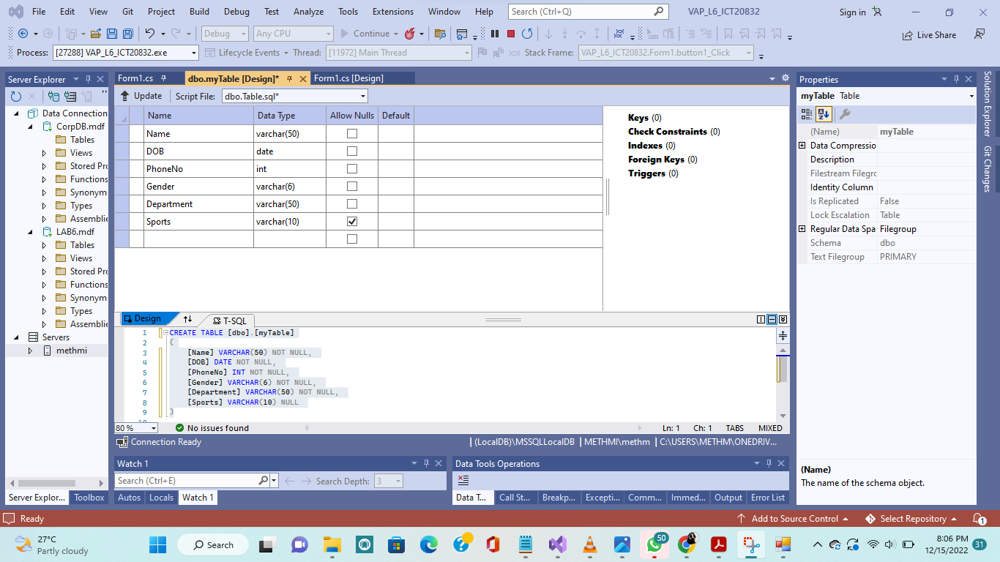 File Edit View Git Project Build Debug Test Analyze Tools Extensions Window Help Search (Ctrl+Q) VAP_L6_ICT20832 Sign in
Debug Any CPU Continue Live Share
Process: [27288] VAP_L6_ICT20832.exe Lifecycle Events Thread: [11972] Main Thread Stack Frame: VAP_L6_ICT20832.Form1.button1_Click
Server Explorer
Data Connection
CorpDB.mdf
Tables
Views
Stored Pro
Functions
Synonym
Types
Assemblie
LAB6.mdf
Tables
Views
Stored Pro
Functions
Synonym
Types
Assemblie
Servers
methmi
Server Explor... Toolbox
Form1.cs dbo.myTable [Design]* Form1.cs [Design]
Update Script File: dbo.Table.sql*
Name Data Type Allow Nulls Default
Name varchar(50)
DOB date
PhoneNo int
Gender varchar(6)
Department varchar(50)
Sports varchar(10)
Keys (0)
Check Constraints (0)
Indexes (0)
Foreign Keys (0)
Triggers (0)
Design T-SQL
1 CREATE TABLE [dbo].[myTable]
2 (
3 [Name] VARCHAR(50) NOT NULL,
4 [DOB] DATE NOT NULL,
5 [PhoneNo] INT NOT NULL,
6 [Gender] VARCHAR(6) NOT NULL,
7 [Department] VARCHAR(50) NOT NULL,
8 [Sports] VARCHAR(10) NULL
9 )
10
80 % No issues found Ln: 1 Ch: 1 TABS MIXED
Connection Ready | (LocalDB)\MSSQLLocalDB | METHMI\methm | C:\USERS\METHM\ONEDRIV...
Watch 1
Search (Ctrl+E) Search Depth: 3
Autos Locals Watch 1
Data Tools Operations
Data T... Call St... Breakp... Excepti... Comm... Immed... Output Error List
Properties
myTable Table
(Name) myTable
Data Compressio
Description
Filestream Filegr
Identity Column
Is Replicated False
Lock Escalation Table
Regular Data Spa Filegroup
Schema dbo
Text Filegroup PRIMARY
(Name)
The name of the schema object.
Solution Explorer
Git Changes
Ready Add to Source Control Select Repository 1
27°C
Partly cloudy
Search
50
8:06 PM
12/15/2022
31